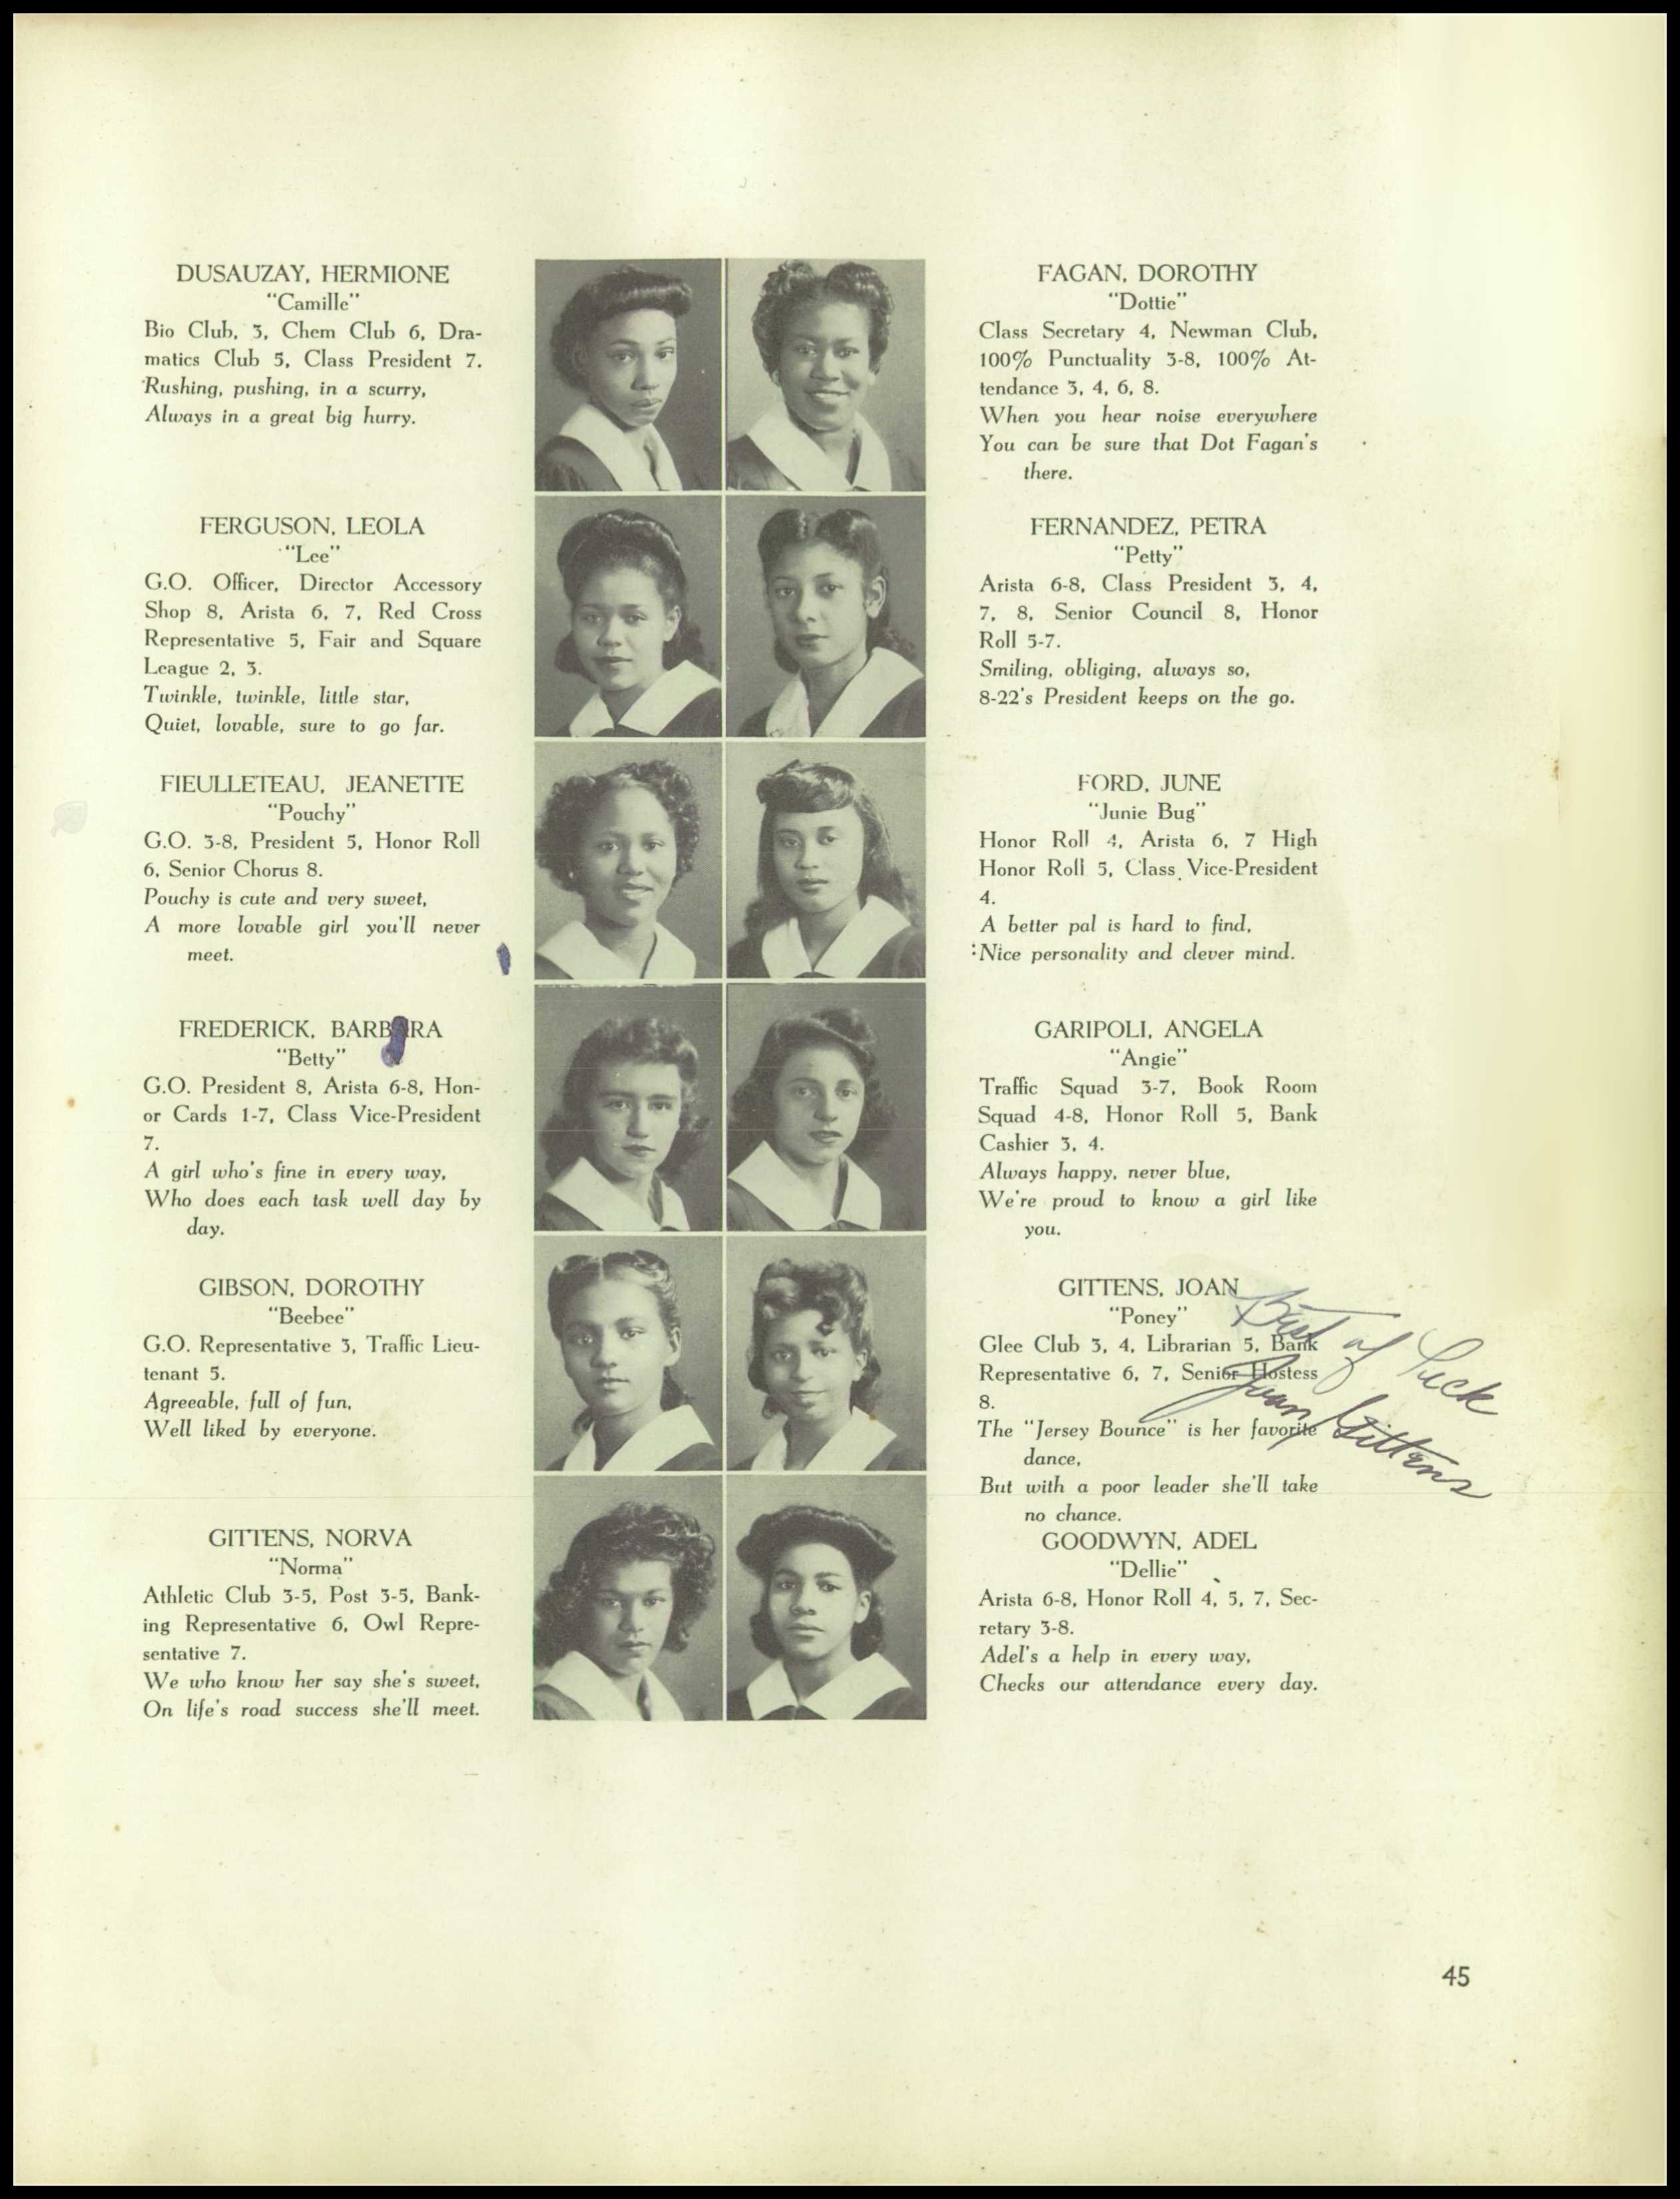 DUSAUZAY, HERMIONE
"Camille"
Bio Club, 3, Chem Club 6, Dra-
matics Club 5, Class President 7.
Rushing, pushing, in a scurry,
Always in a great big hurry.
FAGAN, DOROTHY
"Dottie"
Class Secretary 4, Newman Club,
100% Punctuality 3-8, 100% At-
tendance 3, 4, 6, 8.
When you hear noise everywhere
You can be sure that Dot Fagan's
there.
FERGUSON, LEOLA
"Lee"
G.O. Officer, Director Accessory
Shop 8, Arista 6, 7, Red Cross
Representative 5, Fair and Square
League 2, 3.
Twinkle, twinkle, little star,
Quiet, lovable, sure to go far.
FERNANDEZ, PETRA
"Petty"
Arista 6-8, Class President 3, 4,
7, 8, Senior Council 8, Honor
Roll 5-7.
Smiling, obliging, always so,
8-22's President keeps on the go.
FIEULLETEAU, JEANETTE
"Pouchy"
G.O. 3-8, President 5, Honor Roll
6, Senior Chorus 8.
Pouchy is cute and very sweet,
A more lovable girl you'll never
meet.
FORD, JUNE
"Junie Bug"
Honor Roll 4, Arista 6, 7 High
Honor Roll 5, Class Vice-President
4.
A better pal is hard to find,
Nice personality and clever mind.
FREDERICK, BARBARA
"Betty"
G.O. President 8, Arista 6-8, Hon-
or Cards 1-7, Class Vice-President
7.
A girl who's fine in every way,
Who does each task well day by
day.
GARIPOLI, ANGELA
"Angie"
Traffic Squad 3-7, Book Room
Squad 4-8, Honor Roll 5, Bank
Cashier 3, 4.
Always happy, never blue,
We're proud to know a girl like
you.
GIBSON, DOROTHY
"Beebee"
G.O. Representative 3, Traffic Lieu-
tenant 5.
Agreeable, full of fun,
Well liked by everyone.
GITTENS, JOAN
"Poney"
Glee Club 3, 4, Librarian 5, Bank
Representative 6, 7, Senior Hostess
8.
The "Jersey Bounce" is her favorite
dance,
But with a poor leader she'll take
no chance.
Best of Luck
Joan Gittens
GITTENS, NORVA
"Norma"
Athletic Club 3-5, Post 3-5, Bank-
ing Representative 6, Owl Repre-
sentative 7.
We who know her say she's sweet,
On life's road success she'll meet.
GOODWYN, ADEL
"Dellie"
Arista 6-8, Honor Roll 4, 5, 7, Sec-
retary 3-8.
Adel's a help in every way,
Checks our attendance every day.
45